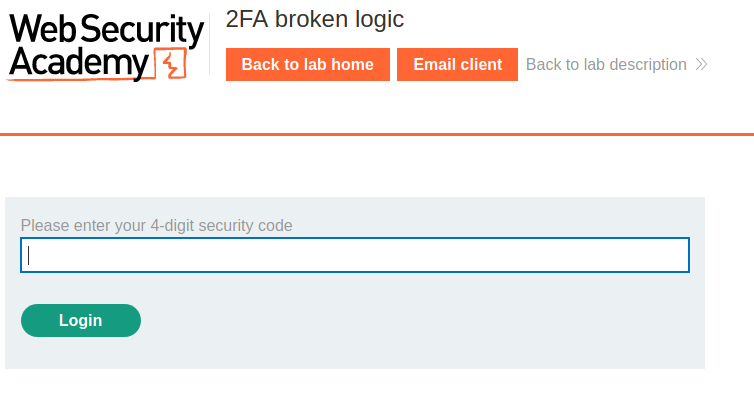 Web Security
Academy
2FA broken logic
Back to lab home
Email client
Back to lab description
Please enter your 4-digit security code
Login